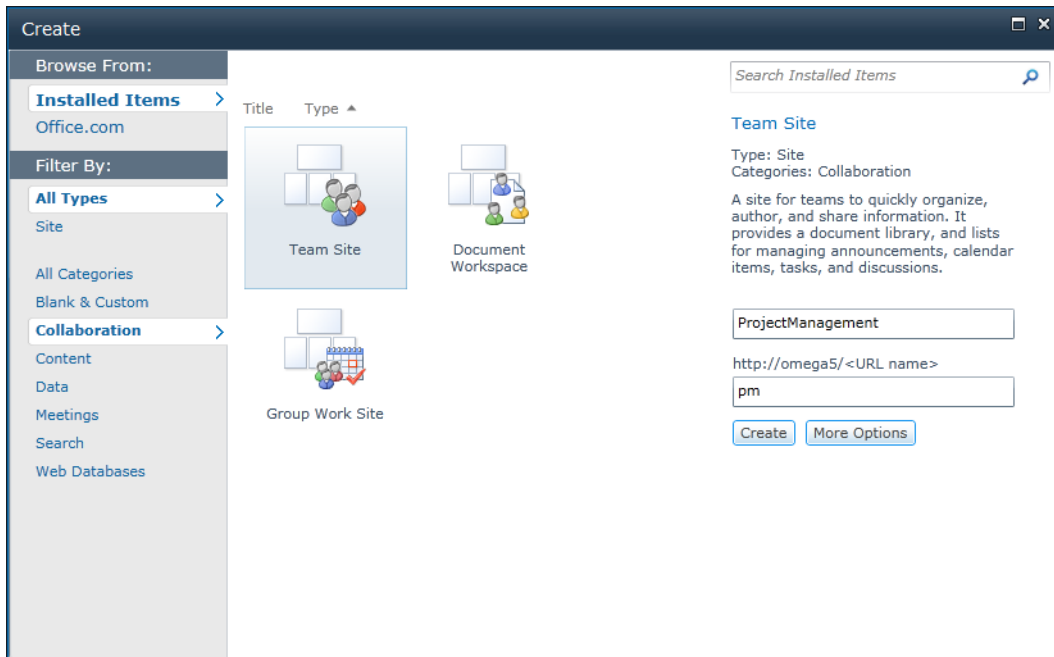 Create
Browse From:
Installed Items
Office.com
Filter By:
All Types
Site
All Categories
Blank & Custom
Collaboration
Content
Data
Meetings
Search
Web Databases
Title Type
Team Site
Document
Workspace
Group Work Site
Search Installed Items
Team Site
Type: Site
Categories: Collaboration
A site for teams to quickly organize,
author, and share information. It
provides a document library, and lists
for managing announcements, calendar
items, tasks, and discussions.
ProjectManagement
http://omega5/<URL name>
pm
Create More Options